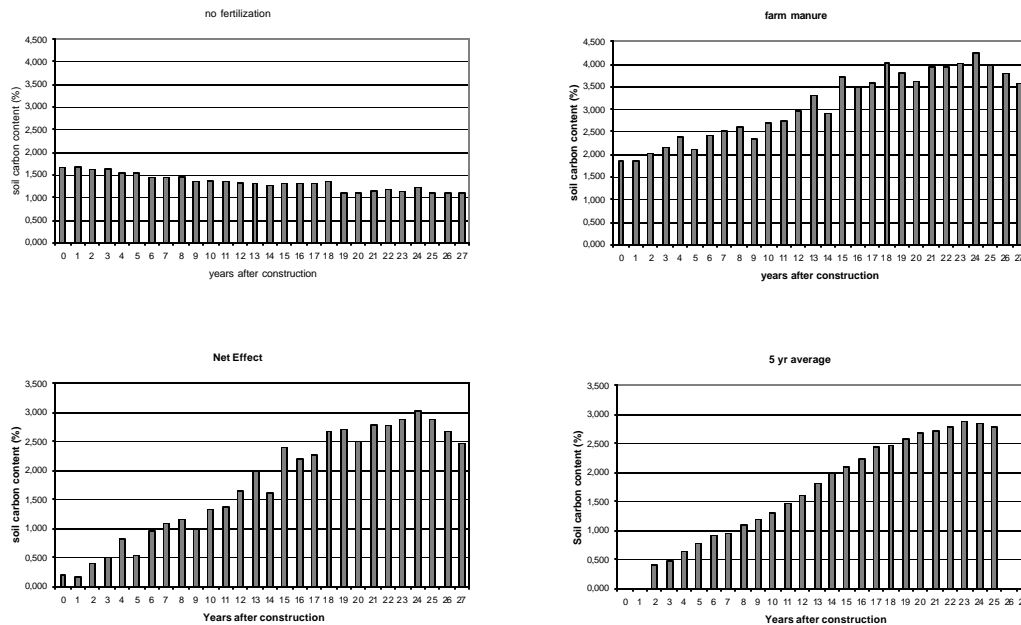 no fertilization
4,500
4,000
3,500
3,000
2,500
2,000
1,500
1,000
0,500
0,000
soil carbon content (%)
0 1 2 3 4 5 6 7 8 9 10 11 12 13 14 15 16 17 18 19 20 21 22 23 24 25 26 27
years after construction
farm manure
4,500
4,000
3,500
3,000
2,500
2,000
1,500
1,000
0,500
0,000
soil carbon content (%)
0 1 2 3 4 5 6 7 8 9 10 11 12 13 14 15 16 17 18 19 20 21 22 23 24 25 26
years after construction
Net Effect
3,500
3,000
2,500
2,000
1,500
1,000
0,500
0,000
soil carbon content (%)
0 1 2 3 4 5 6 7 8 9 10 11 12 13 14 15 16 17 18 19 20 21 22 23 24 25 26 27
Years after construction
5 yr average
3,500
3,000
2,500
2,000
1,500
1,000
0,500
0,000
Soil carbon content (%)
0 1 2 3 4 5 6 7 8 9 10 11 12 13 14 15 16 17 18 19 20 21 22 23 24 25 26
Years after construction